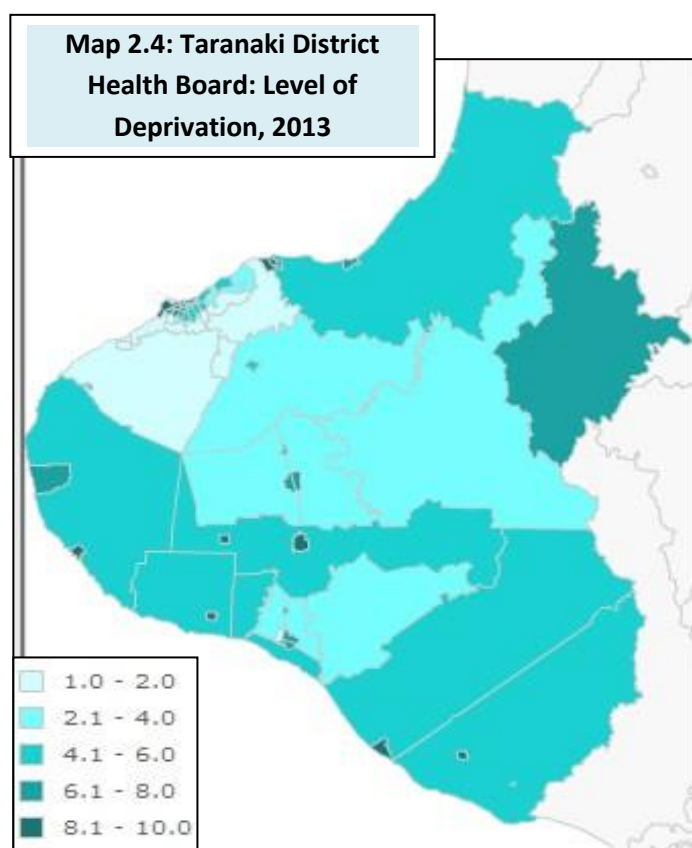 Map 2.4: Taranaki District
Health Board: Level of
Deprivation, 2013
1.0 - 2.0
2.1 - 4.0
4.1 - 6.0
6.1 - 8.0
8.1 - 10.0